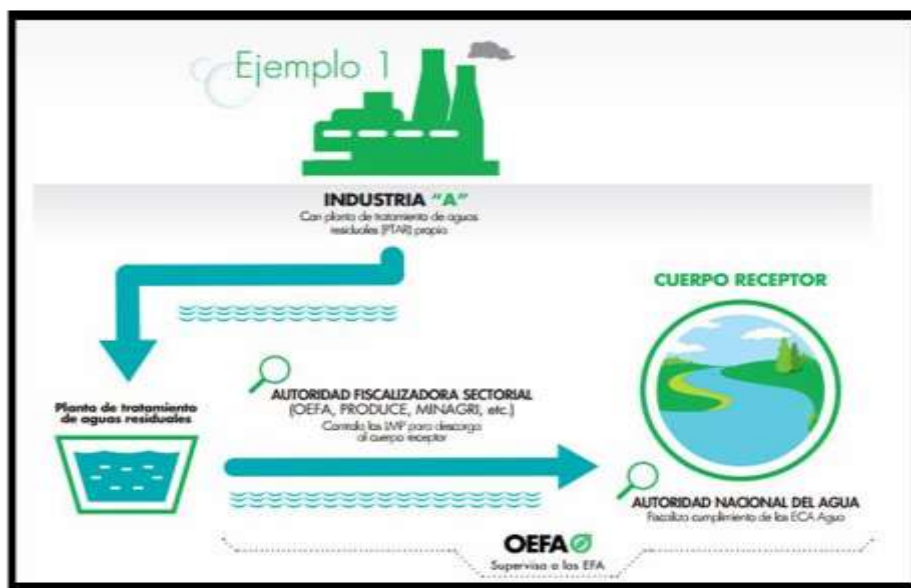 Ejemplo 1
INDUSTRIA "A"
Con planta de tratamiento de aguas
residuales (PTAR) propia
CUERPO RECEPTOR
Planta de tratamiento
de aguas residuales
AUTORIDAD FISCALIZADORA SECTORIAL
(OEFA, PRODUCE, MINAGRI, etc.)
Controla los LMP para descarga
al cuerpo receptor
AUTORIDAD NACIONAL DEL AGUA
Fiscaliza cumplimiento de los ECA Agua
OEFA
Supervisa a las EFA